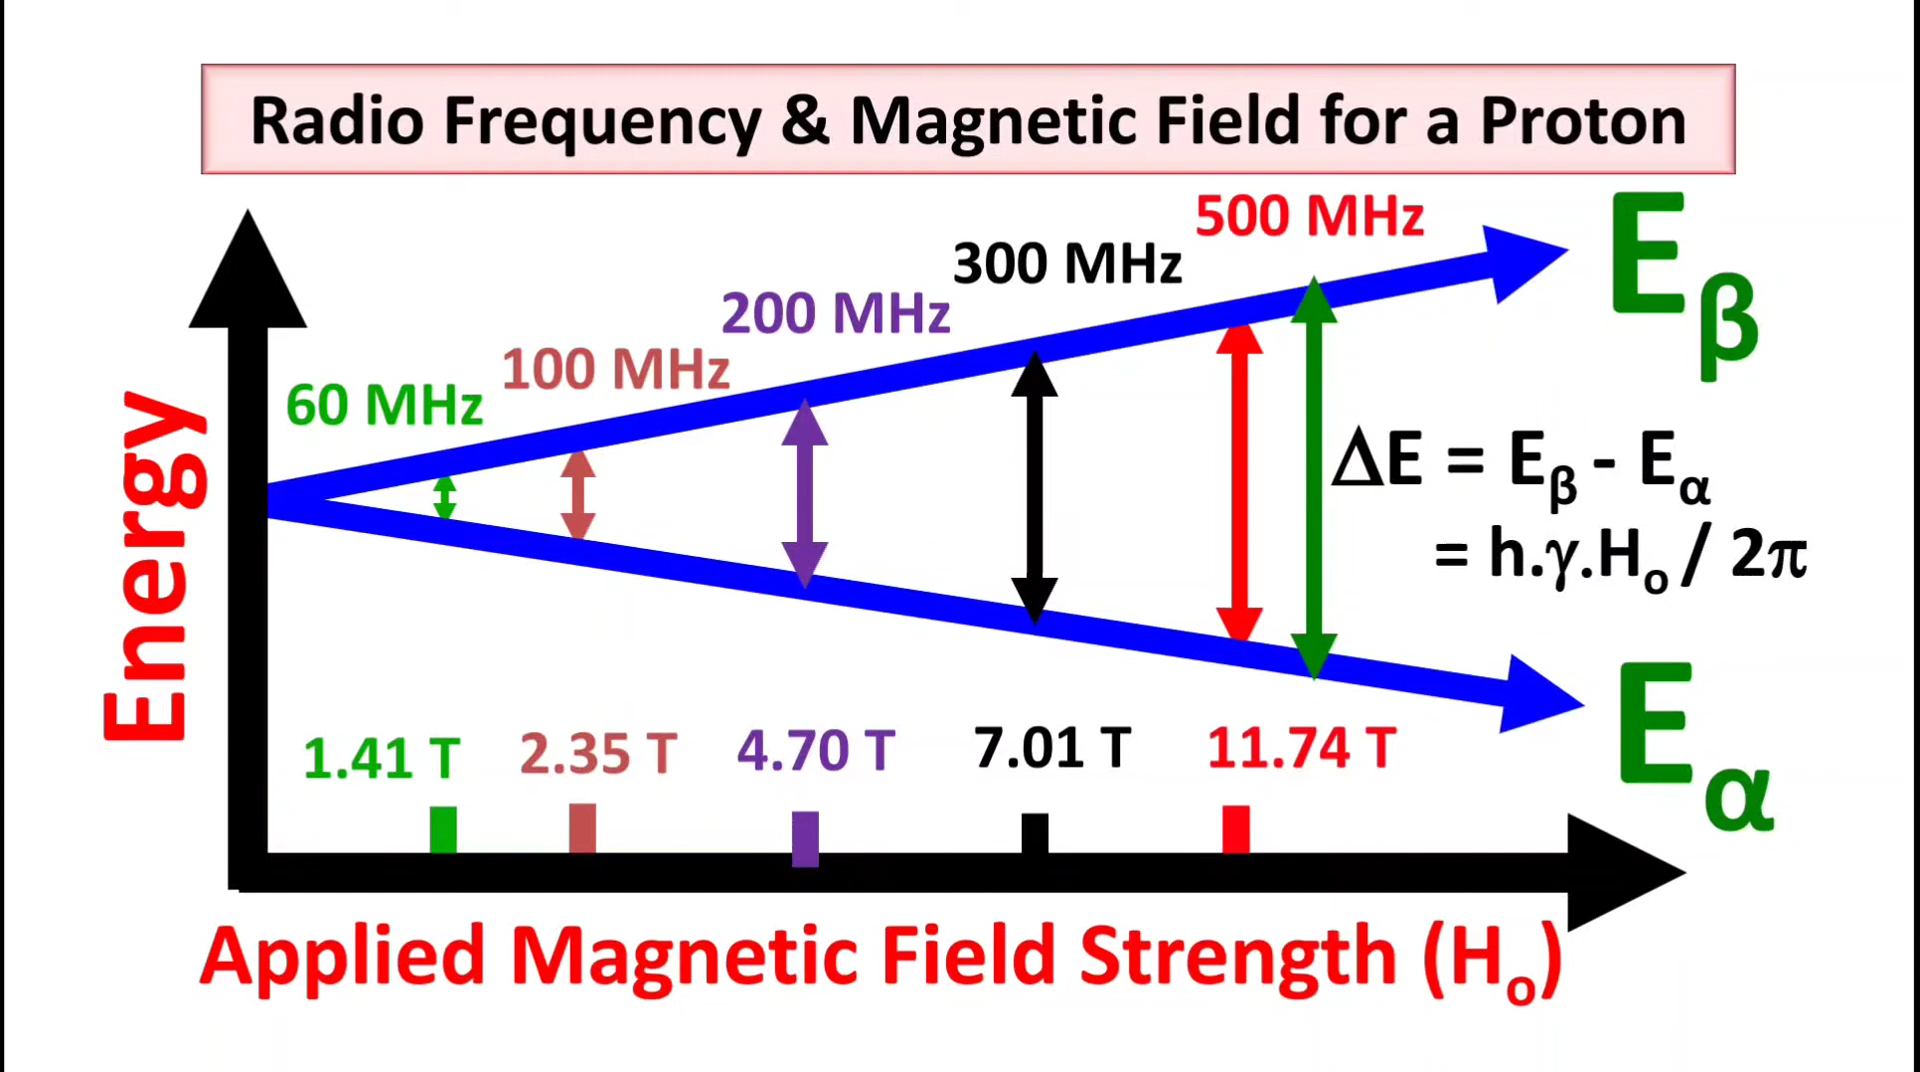 Radio Frequency & Magnetic Field for a Proton
500 MHz
300 MHz
200 MHz
100 MHz
60 MHz
Eβ
Energy
ΔE = Eβ - Eα
= h.γ.Ho / 2π
Eα
1.41 T 2.35 T 4.70 T 7.01 T 11.74 T
Applied Magnetic Field Strength (Ho)